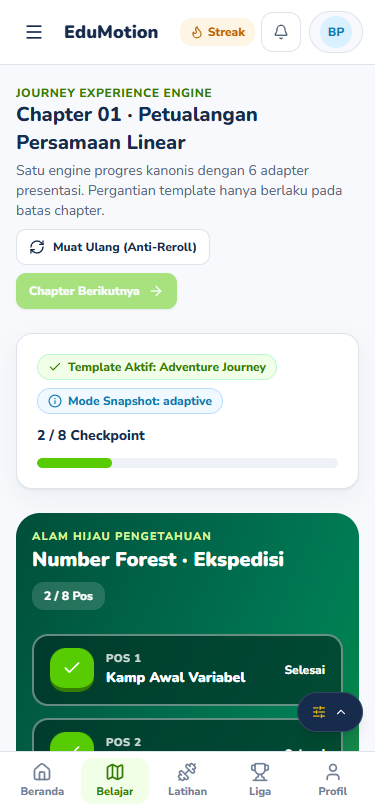 EduMotion
Streak
BP
JOURNEY EXPERIENCE ENGINE
Chapter 01 · Petualangan
Persamaan Linear
Satu engine progres kanonis dengan 6 adapter
presentasi. Pergantian template hanya berlaku pada
batas chapter.
Muat Ulang (Anti-Reroll)
Chapter Berikutnya
Template Aktif: Adventure Journey
Mode Snapshot: adaptive
2 / 8 Checkpoint
ALAM HIJAU PENGETAHUAN
Number Forest · Ekspedisi
2 / 8 Pos
POS 1
Kamp Awal Variabel
Selesai
POS 2
Beranda
Belajar
Latihan
Liga
Profil